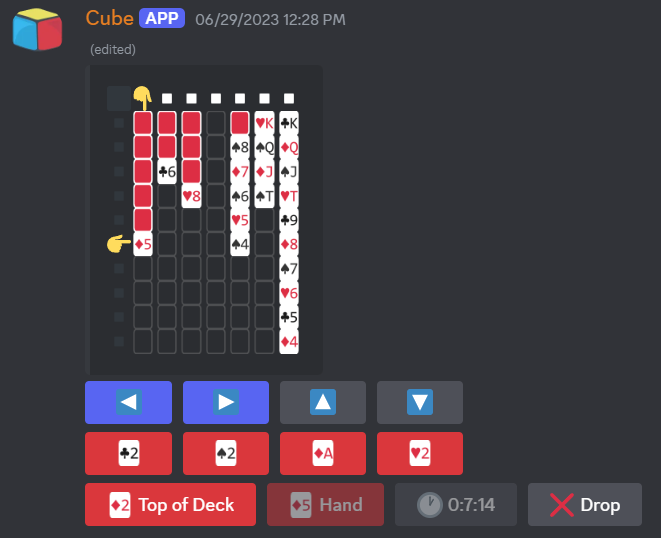 Cube APP 06/29/2023 12:28 PM
(edited)
♥K ♣K
♠8 ♠Q ♦Q
♣6 ♦7 ♦J ♠J
♥8 ♠6 ♠T ♥T
♥5 ♣9
♦5 ♠4 ♦8
♠7
♥6
♣5
♦4
♣2 ♠2 ♦A ♥2
♦2 Top of Deck ♦5 Hand 0:7:14 Drop